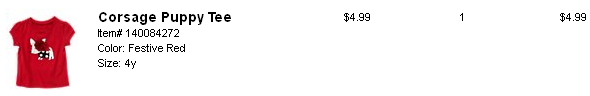 Corsage Puppy Tee $4.99 1 $4.99
Item# 140084272
Color: Festive Red
Size: 4y